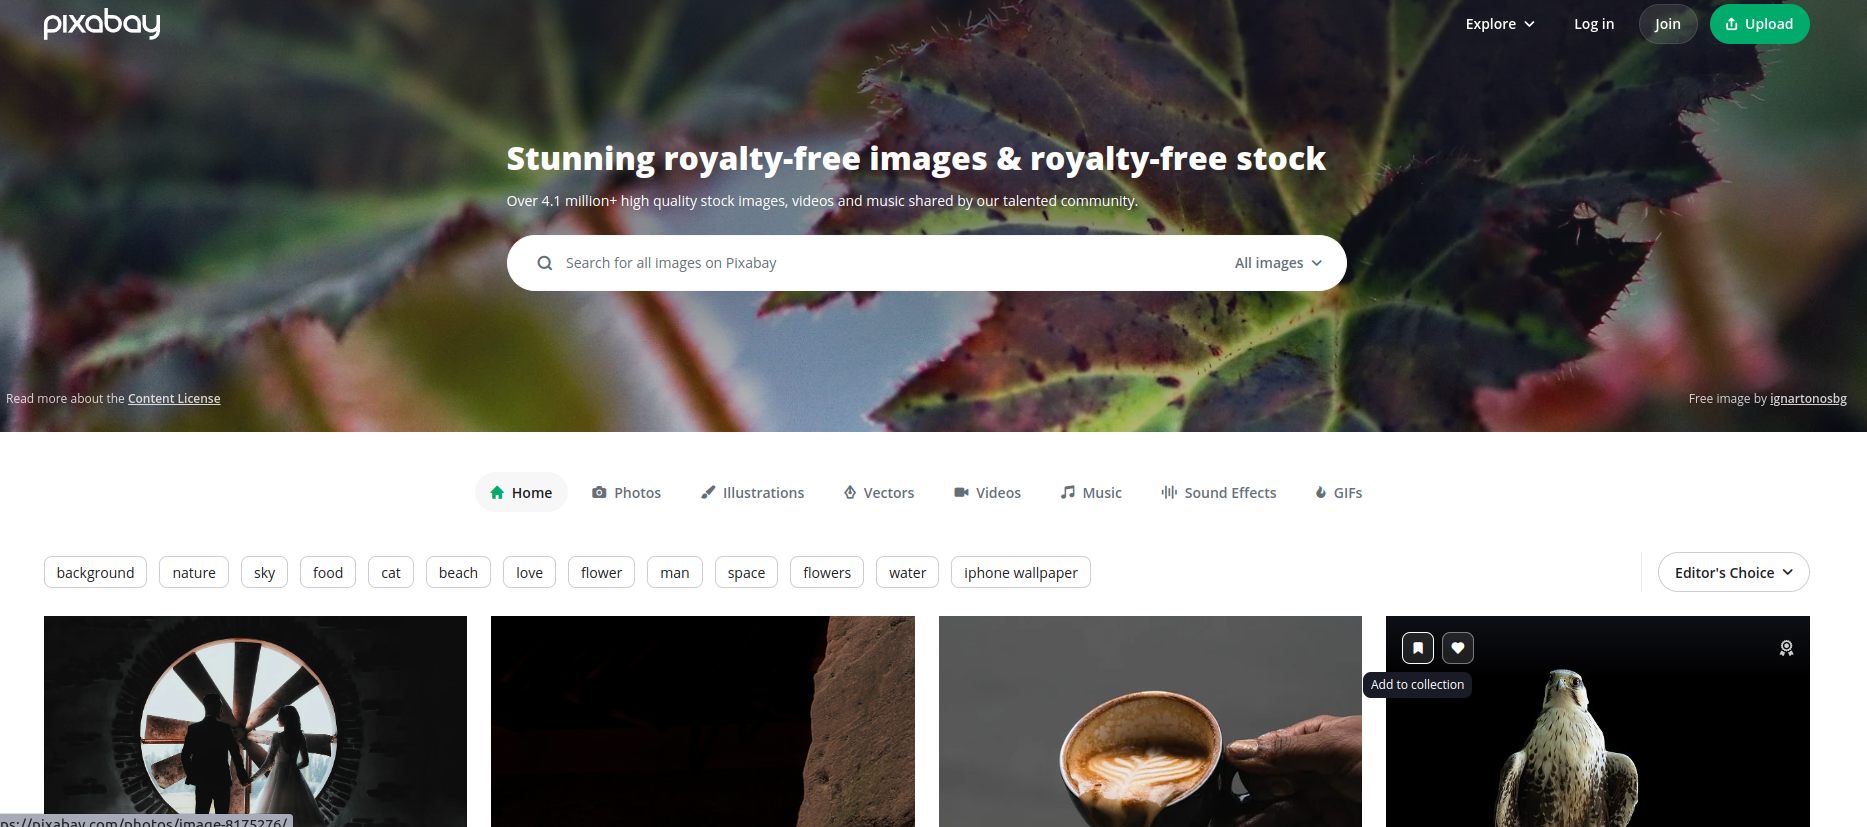 pixabay
Explore
Log in
Join
Upload
Stunning royalty-free images & royalty-free stock
Over 4.1 million+ high quality stock images, videos and music shared by our talented community.
Search for all images on Pixabay
All images
Read more about the Content License
Free image by ignartonosbg
Home
Photos
Illustrations
Vectors
Videos
Music
Sound Effects
GIFs
background
nature
sky
food
cat
beach
love
flower
man
space
flowers
water
iphone wallpaper
Editor's Choice
Add to collection
ps://pixabay.com/photos/image-8175276/